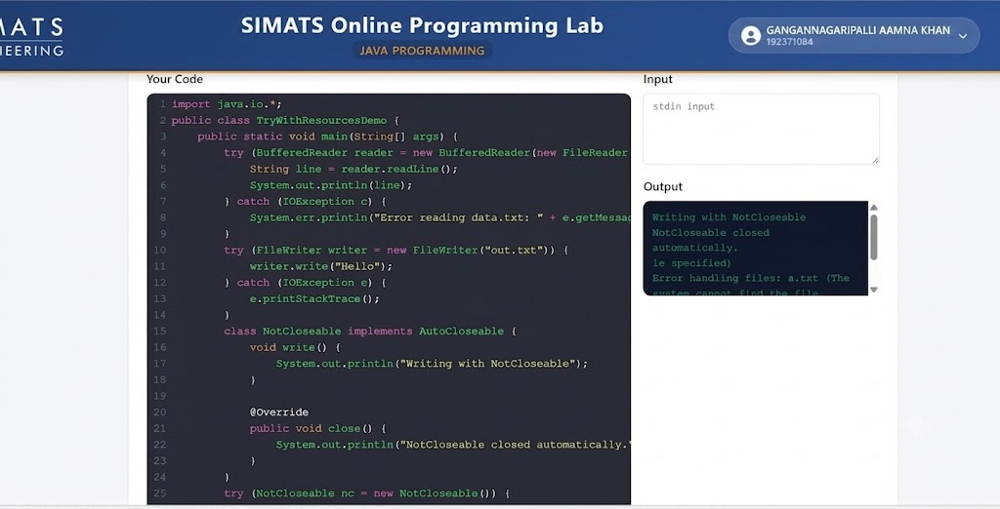 MATS
NEERING
SIMATS Online Programming Lab
JAVA PROGRAMMING
GANGANNAGARIPALLI AAMNA KHAN
192371084
Your Code
1 import java.io.*;
2 public class TryWithResourcesDemo {
3 public static void main(String[] args) {
4 try (BufferedReader reader = new BufferedReader(new FileReader
5 String line = reader.readLine();
6 System.out.println(line);
7 } catch (IOException c) {
8 System.err.println("Error reading data.txt: " + e.getMessag
9 }
10 try (FileWriter writer = new FileWriter("out.txt")) {
11 writer.write("Hello");
12 } catch (IOException e) {
13 e.printStackTrace();
14 }
15 class NotCloseable implements AutoCloseable {
16 void write() {
17 System.out.println("Writing with NotCloseable");
18 }
19
20 @Override
21 public void close() {
22 System.out.println("NotCloseable closed automatically."
23 }
24 }
25 try (NotCloseable nc = new NotCloseable()) {
Input
stdin input
Output
Writing with NotCloseable
NotCloseable closed
automatically.
le specified)
Error handling files: a.txt (The
system cannot find the file